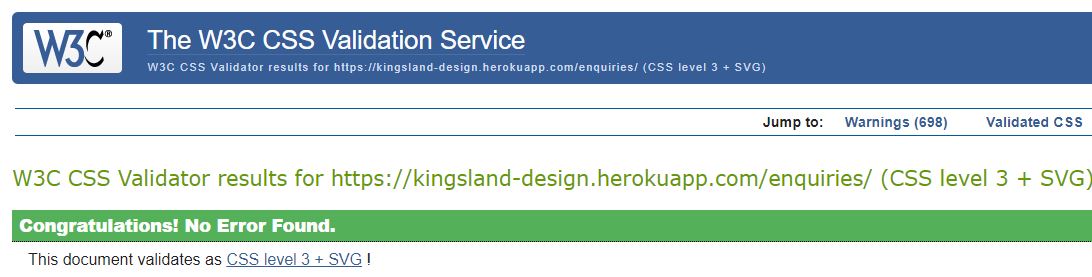 W3C®
The W3C CSS Validation Service
W3C CSS Validator results for https://kingsland-design.herokuapp.com/enquiries/ (CSS level 3 + SVG)
Jump to: Warnings (698) Validated CSS
W3C CSS Validator results for https://kingsland-design.herokuapp.com/enquiries/ (CSS level 3 + SVG)
Congratulations! No Error Found.
This document validates as CSS level 3 + SVG !